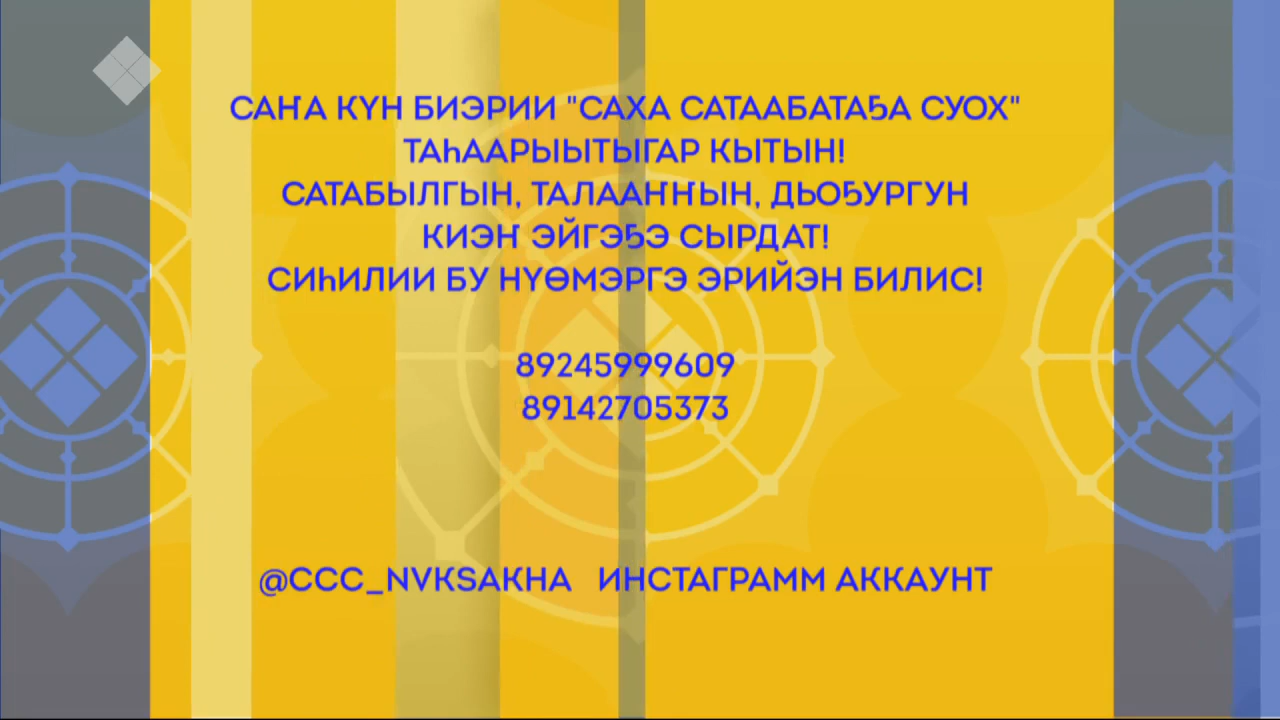 САҤА КҮН БИЭРИИ "САХА САТААБАТАҔА СУОХ"
ТАҺААРЫЫТЫГАР КЫТЫН!
САТАБЫЛГЫН, ТАЛААҤҤЫН, ДЬОҔУРГУН
КИЭҤ ЭЙГЭҔЭ СЫРДАТ!
СИҺИЛИИ БУ НҮӨМЭРГЭ ЭРИЙЭН БИЛИС!
89245999609
89142705373
@CCC_NVKSAKHA ИНСТАГРАММ АККАУНТ